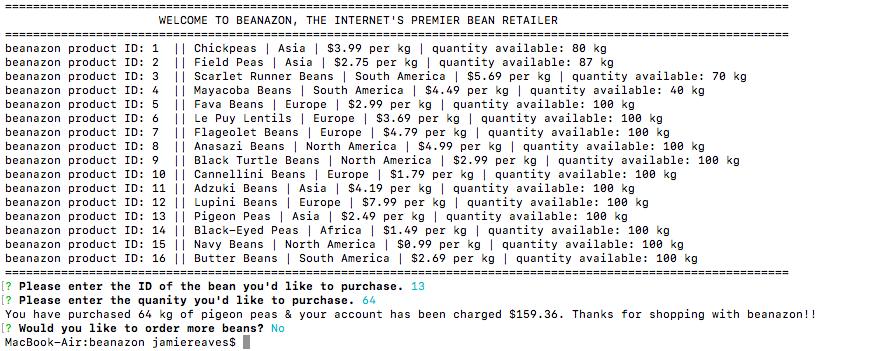 ================================================================================================================
WELCOME TO BEANAZON, THE INTERNET'S PREMIER BEAN RETAILER
================================================================================================================
beanazon product ID: 1  || Chickpeas | Asia | $3.99 per kg | quantity available: 80 kg
beanazon product ID: 2  || Field Peas | Asia | $2.75 per kg | quantity available: 87 kg
beanazon product ID: 3  || Scarlet Runner Beans | South America | $5.69 per kg | quantity available: 70 kg
beanazon product ID: 4  || Mayacoba Beans | South America | $4.49 per kg | quantity available: 40 kg
beanazon product ID: 5  || Fava Beans | Europe | $2.99 per kg | quantity available: 100 kg
beanazon product ID: 6  || Le Puy Lentils | Europe | $3.69 per kg | quantity available: 100 kg
beanazon product ID: 7  || Flageolet Beans | Europe | $4.79 per kg | quantity available: 100 kg
beanazon product ID: 8  || Anasazi Beans | North America | $4.99 per kg | quantity available: 100 kg
beanazon product ID: 9  || Black Turtle Beans | North America | $2.99 per kg | quantity available: 100 kg
beanazon product ID: 10 || Cannellini Beans | Europe | $1.79 per kg | quantity available: 100 kg
beanazon product ID: 11 || Adzuki Beans | Asia | $4.19 per kg | quantity available: 100 kg
beanazon product ID: 12 || Lupini Beans | Europe | $7.99 per kg | quantity available: 100 kg
beanazon product ID: 13 || Pigeon Peas | Asia | $2.49 per kg | quantity available: 100 kg
beanazon product ID: 14 || Black-Eyed Peas | Africa | $1.49 per kg | quantity available: 100 kg
beanazon product ID: 15 || Navy Beans | North America | $0.99 per kg | quantity available: 100 kg
beanazon product ID: 16 || Butter Beans | South America | $2.69 per kg | quantity available: 100 kg
================================================================================================================
[? Please enter the ID of the bean you'd like to purchase. 13
[? Please enter the quanity you'd like to purchase. 64
You have purchased 64 kg of pigeon peas & your account has been charged $159.36. Thanks for shopping with beanazon!!
[? Would you like to order more beans? No
MacBook-Air:beanazon jamiereaves$